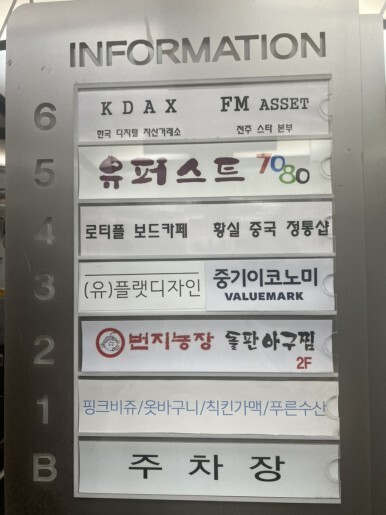 INFORMATION
6
KDAX FM ASSET
한국 디지털 자산거래소 전주 스타 본부
5
유퍼스트 7080
4
로티플 보드카페 황실 중국 정통샵
3
(유)플랫디자인 중기이코노미
VALUEMARK
2
번지농장 돌판아구찜
2F
1
핑크비쥬/옷바구니/칙킨가맥/푸른수산
B
주차장